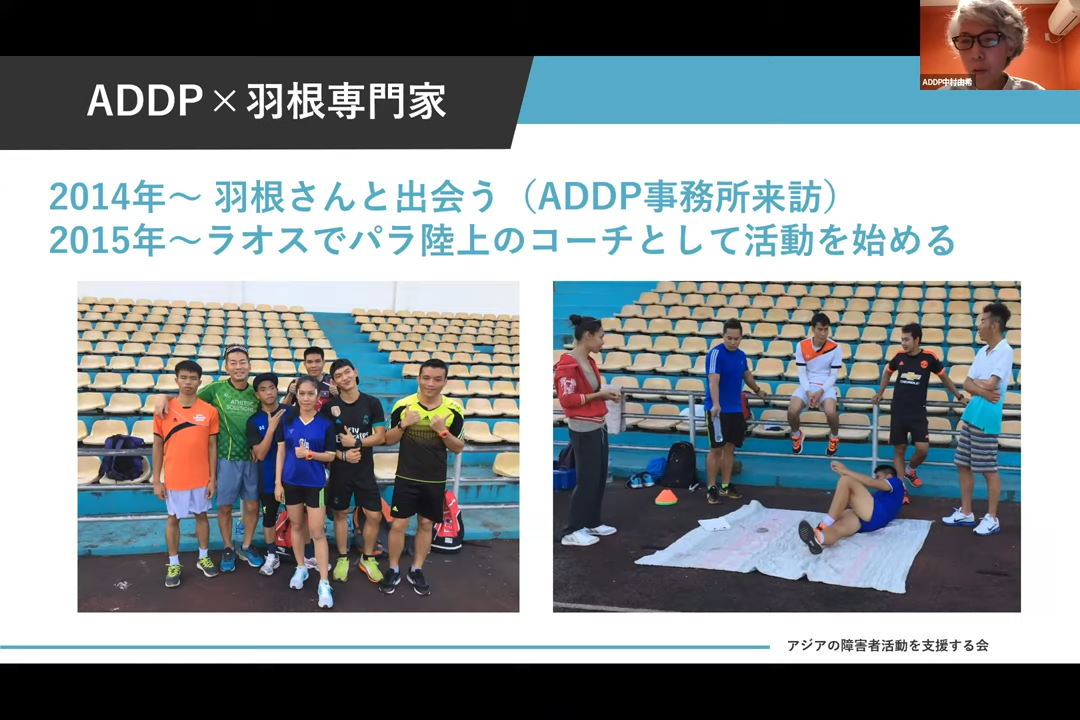 ADDP×羽根専門家
ADDP中村由希
2014年～ 羽根さんと出会う（ADDP事務所来訪）
2015年～ラオスでパラ陸上のコーチとして活動を始める
ATHLETE
SOLUTIONS
CHEVROLET
アジアの障害者活動を支援する会